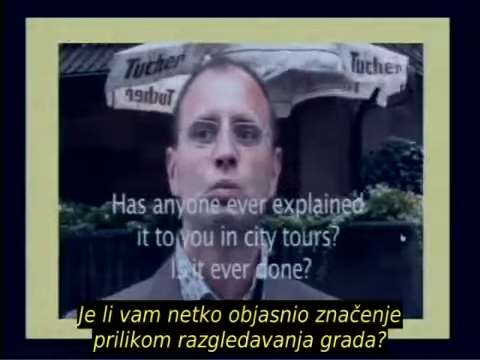 Tucher
Tucher
Tucher
Tucher
Has anyone ever explained
it to you in city tours?
Is it ever done?
Je li vam netko objasnio značenje
prilikom razgledavanja grada?